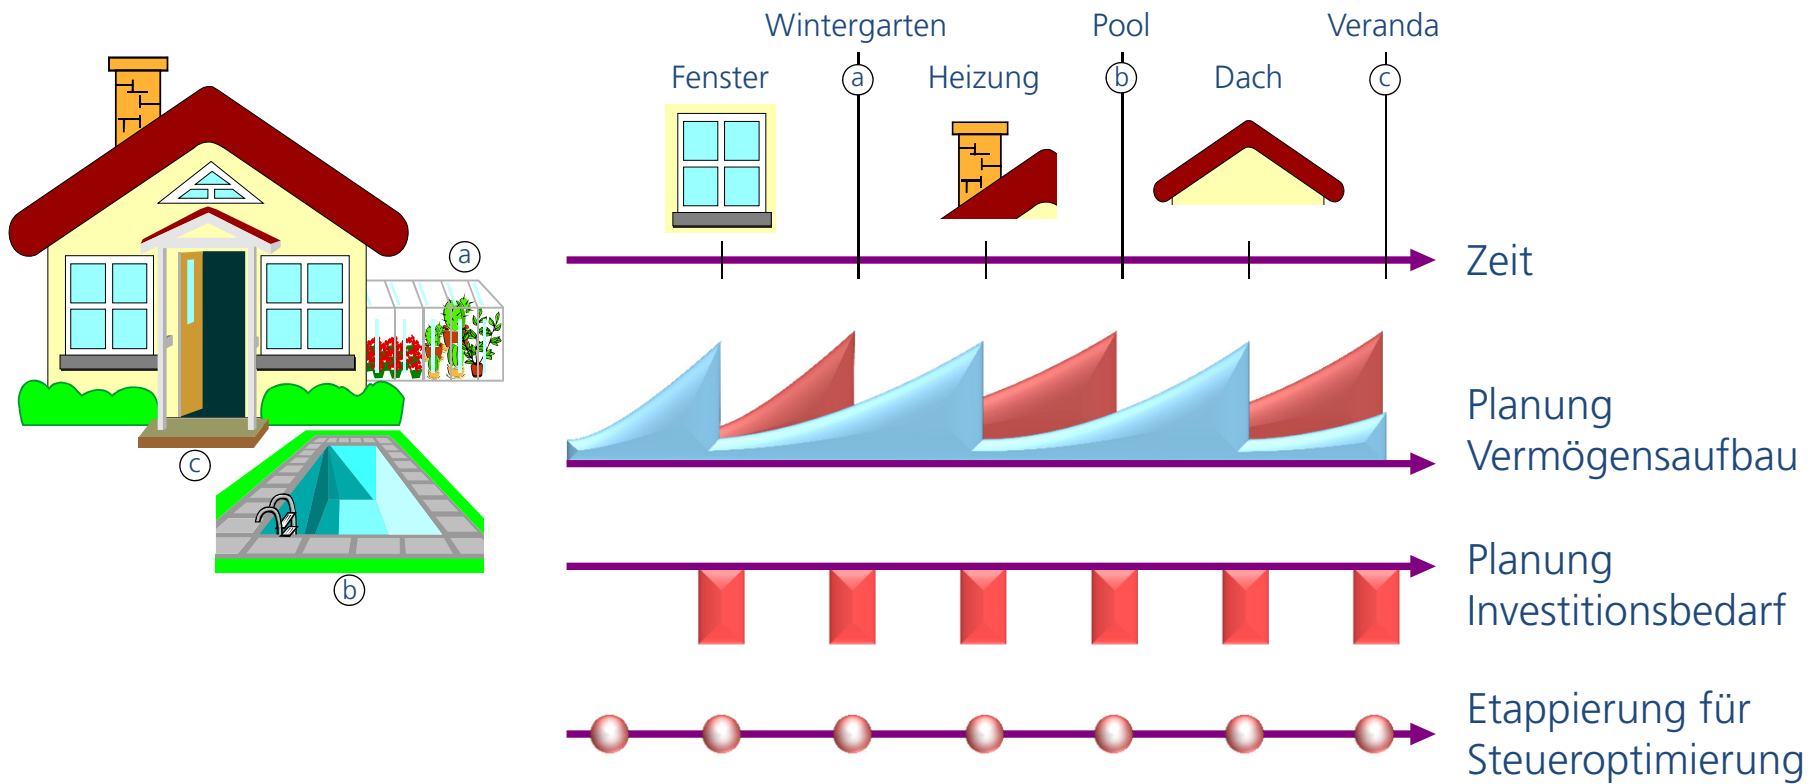 Wintergarten Pool Veranda
Fenster a Heizung b Dach c
a
Zeit
Planung
Vermögensaufbau
c
b
Planung
Investitionsbedarf
Etappierung für
Steueroptimierung